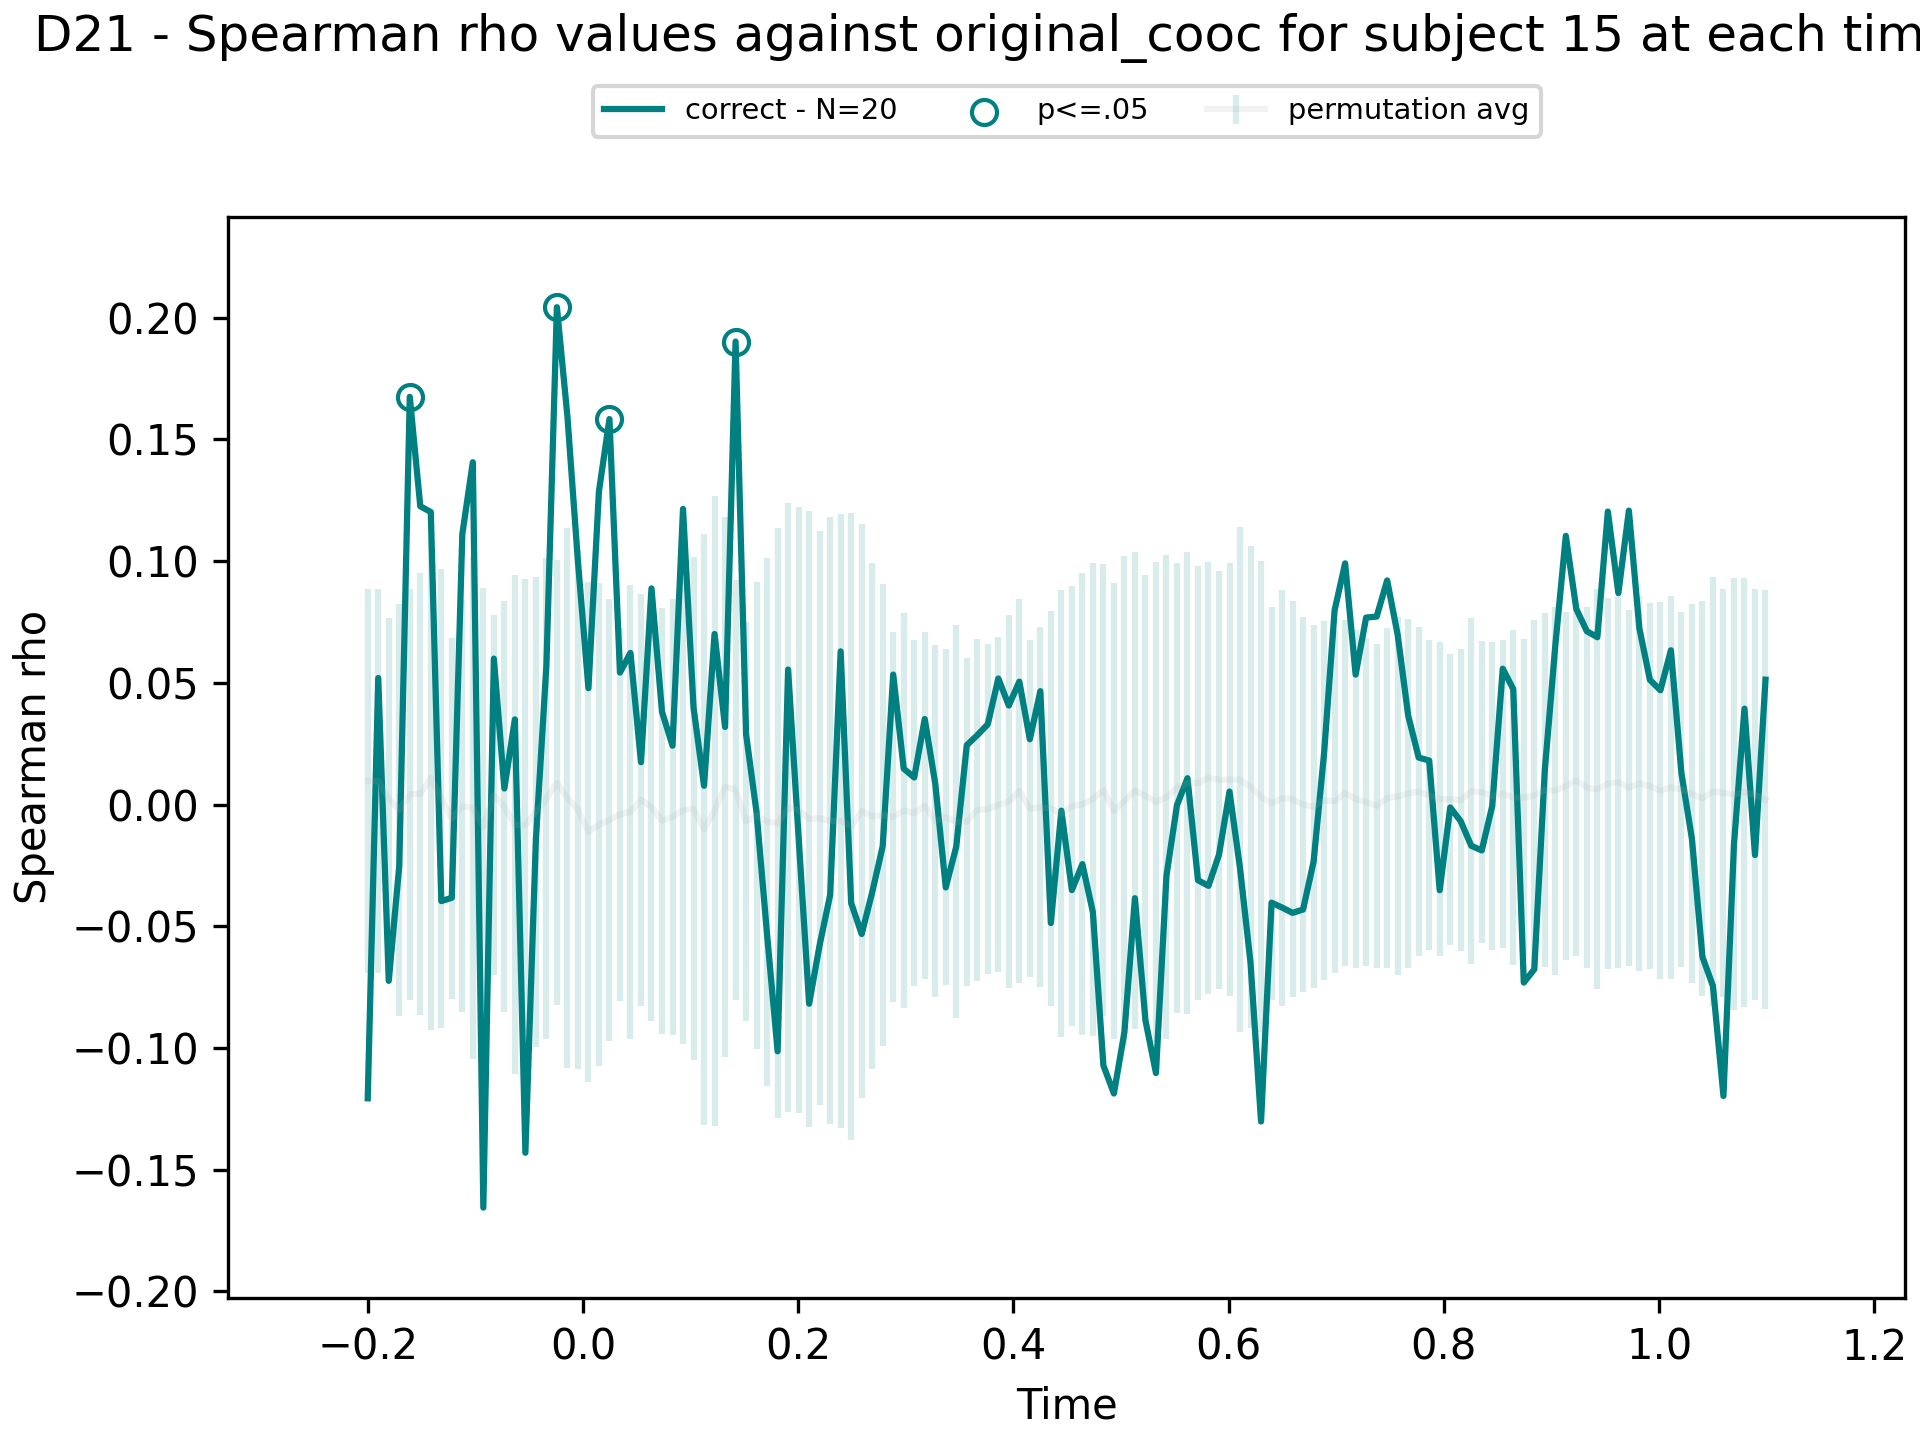 D21 - Spearman rho values against original_cooc for subject 15 at each tim
correct - N=20 p<=.05 permutation avg
0.20
0.15
0.10
0.05
0.00
−0.05
−0.10
−0.15
−0.20
Spearman rho
−0.2 0.0 0.2 0.4 0.6 0.8 1.0 1.2
Time